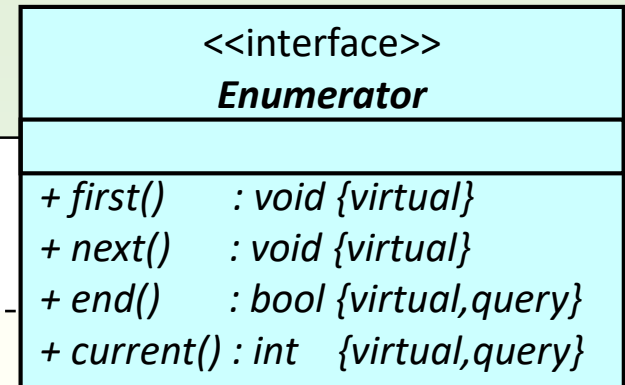 <<interface>>
Enumerator
+ first() : void {virtual}
+ next() : void {virtual}
+ end() : bool {virtual,query}
+ current() : int {virtual,query}